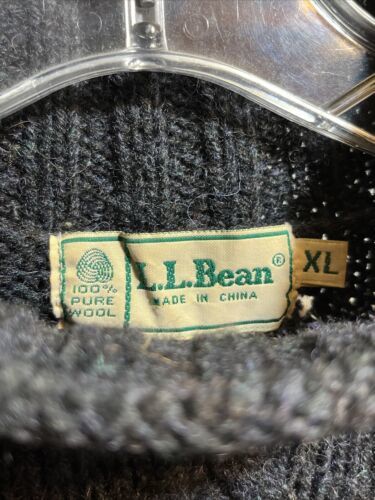 L.L.Bean®
MADE IN CHINA
100%
PURE
WOOL
XL